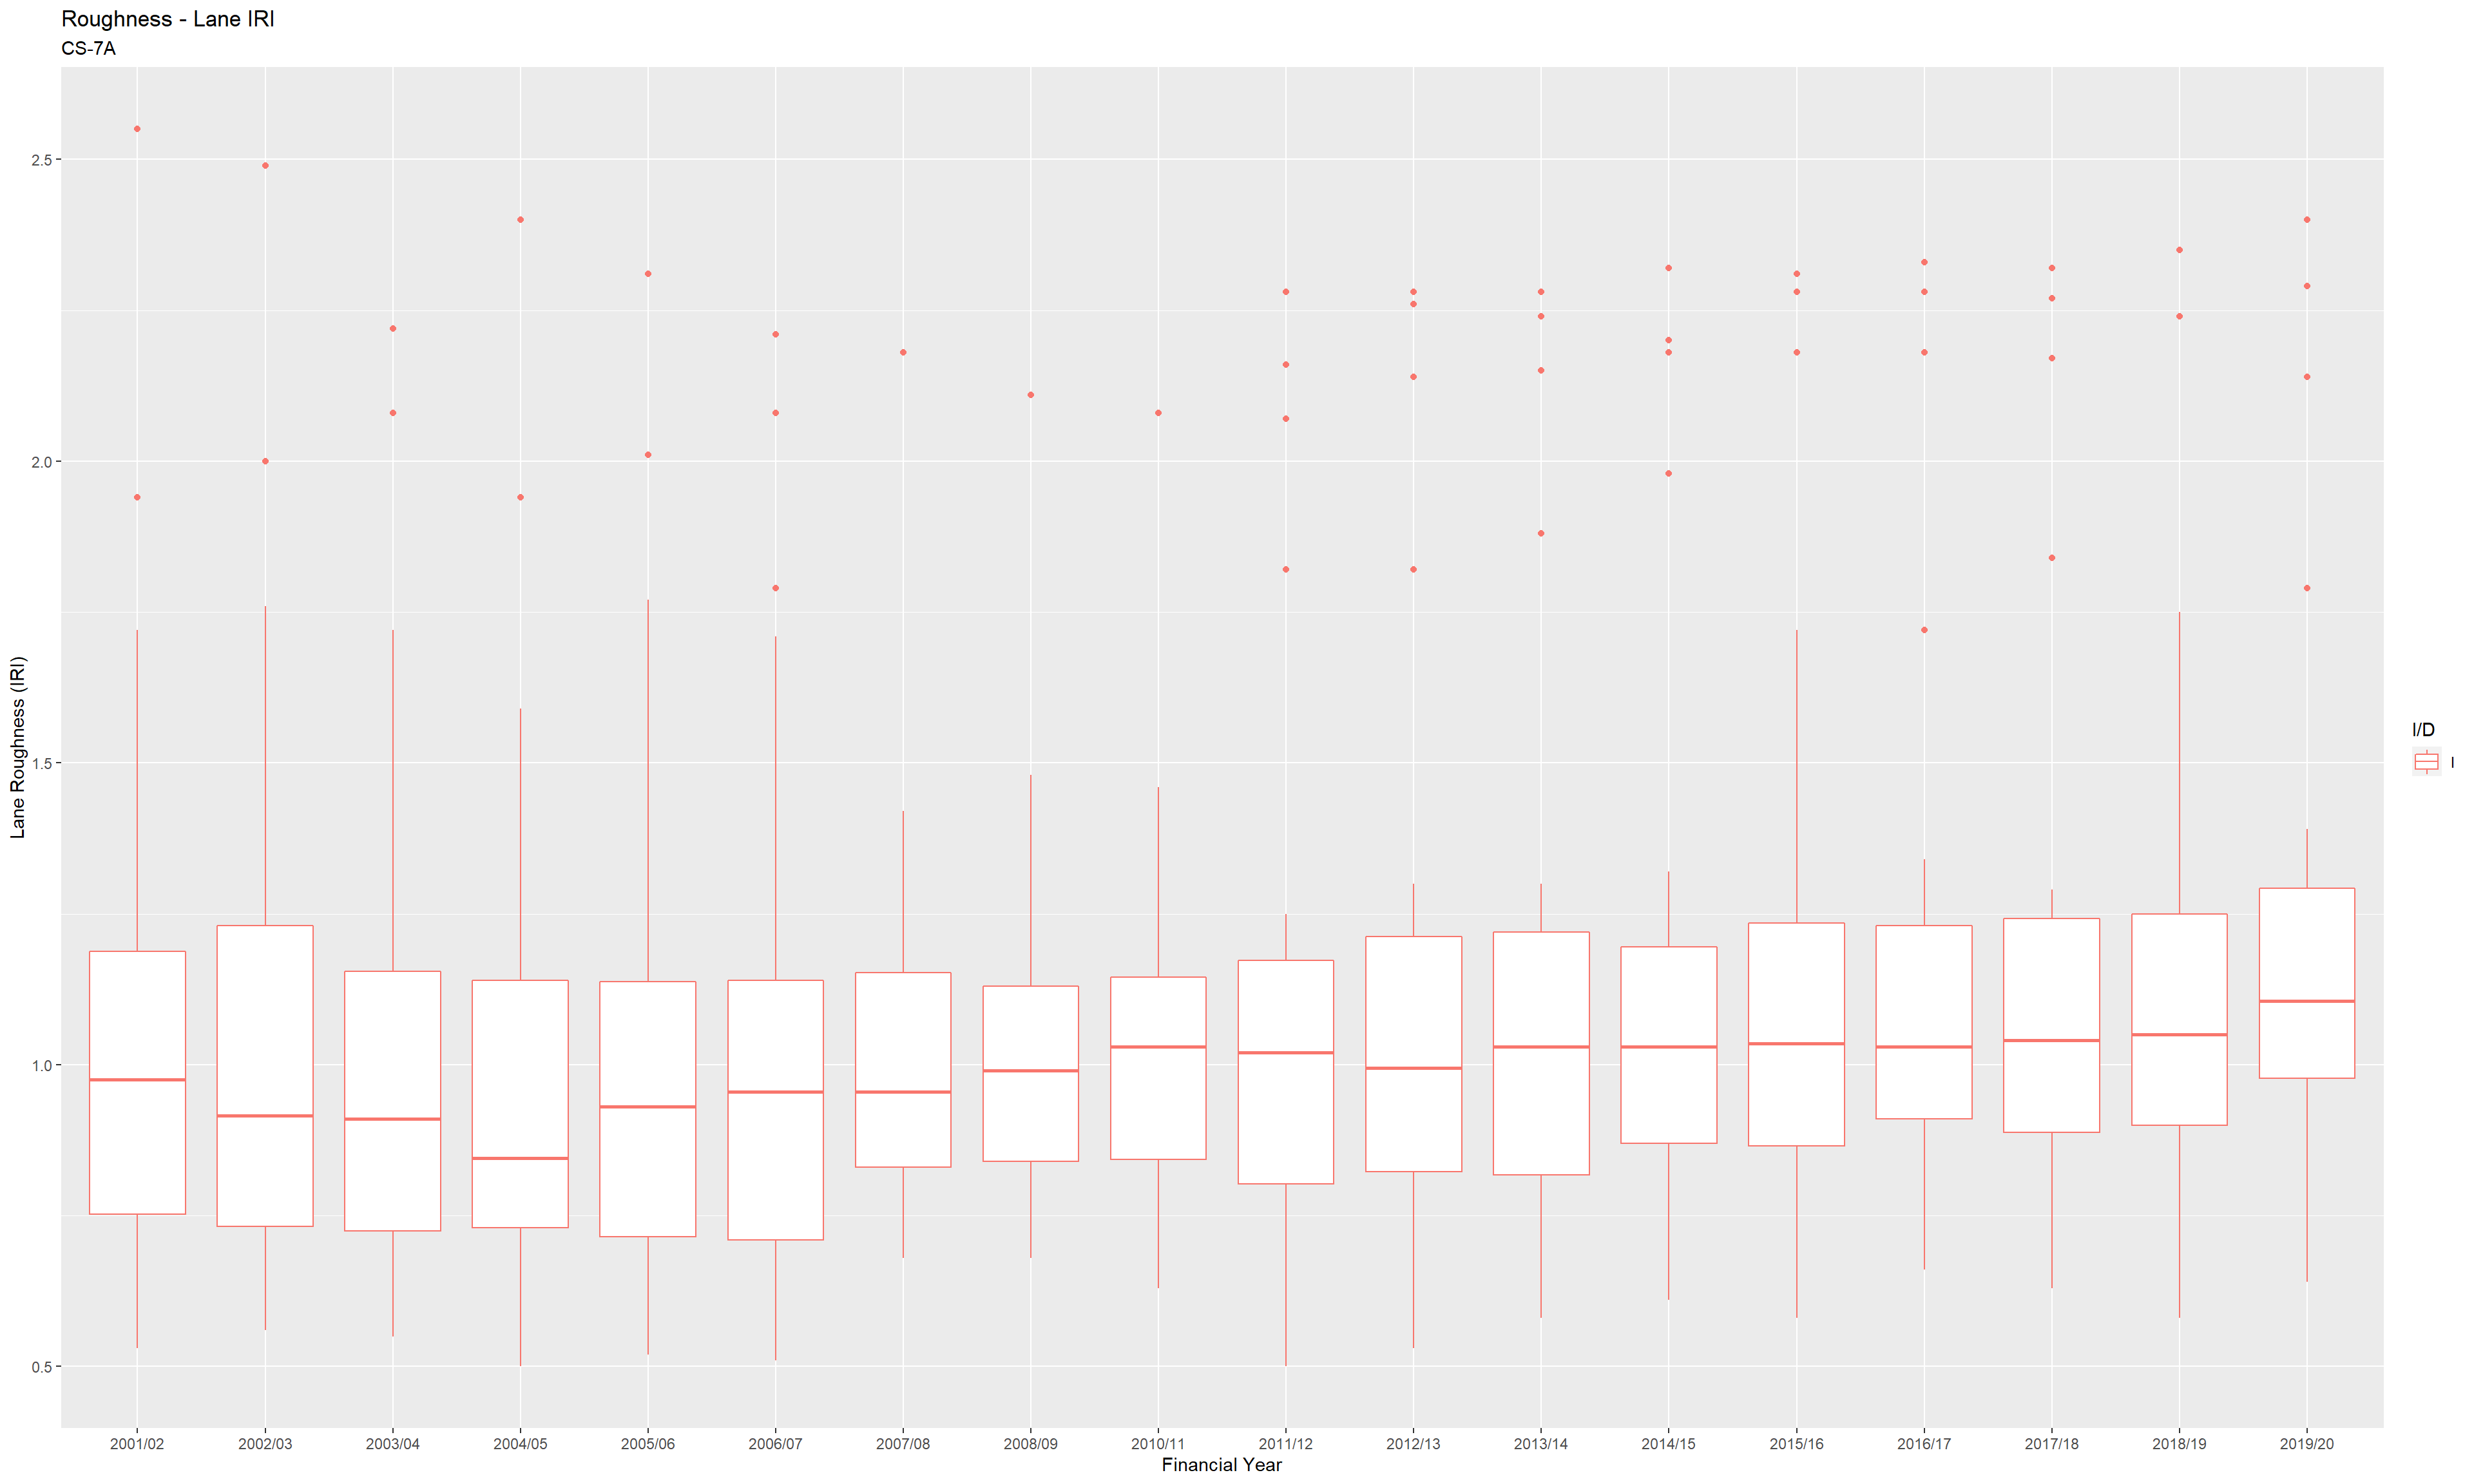 Roughness - Lane IRI
CS-7A
Lane Roughness (IRI)
2.5
2.0
1.5
1.0
0.5
2001/02 2002/03 2003/04 2004/05 2005/06 2006/07 2007/08 2008/09 2010/11 2011/12 2012/13 2013/14 2014/15 2015/16 2016/17 2017/18 2018/19 2019/20
Financial Year
I/D
I